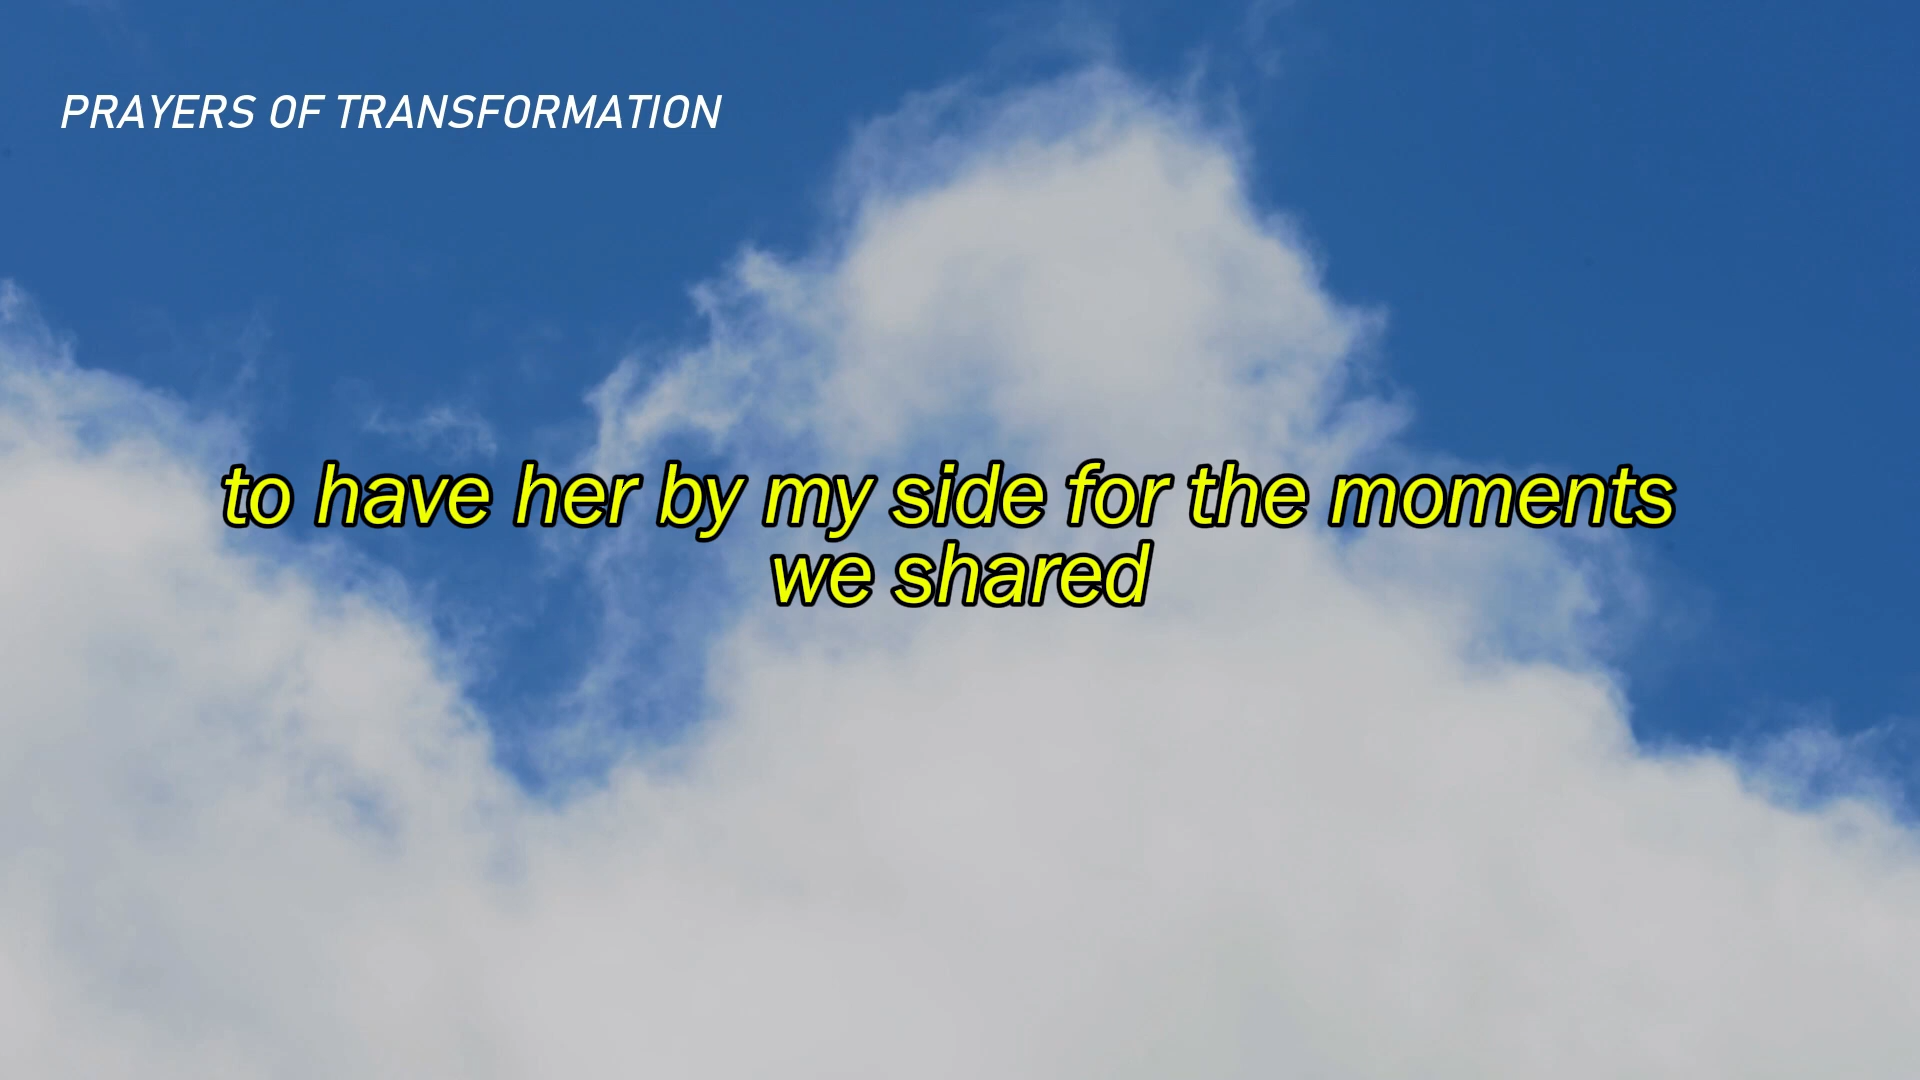 PRAYERS OF TRANSFORMATION
to have her by my side for the moments
we shared